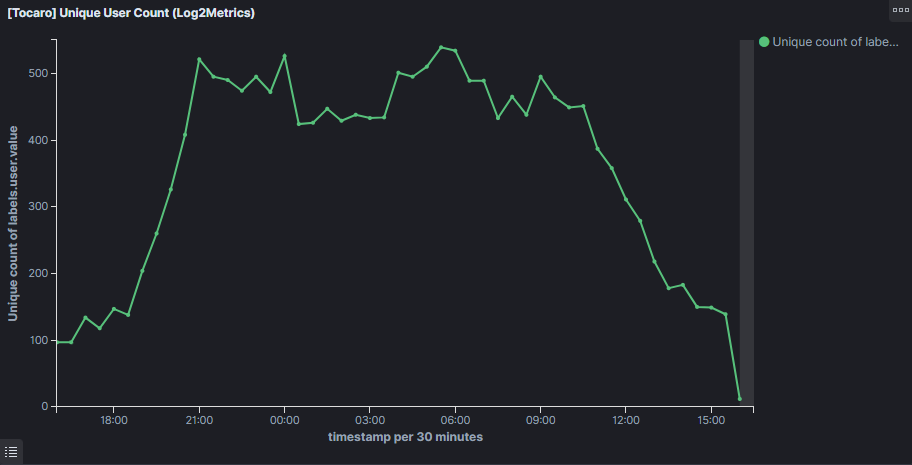 [Tocaro] Unique User Count (Log2Metrics)
Unique count of labe...
Unique count of labels.user.value
500
400
300
200
100
0
18:00 21:00 00:00 03:00 06:00 09:00 12:00 15:00
timestamp per 30 minutes